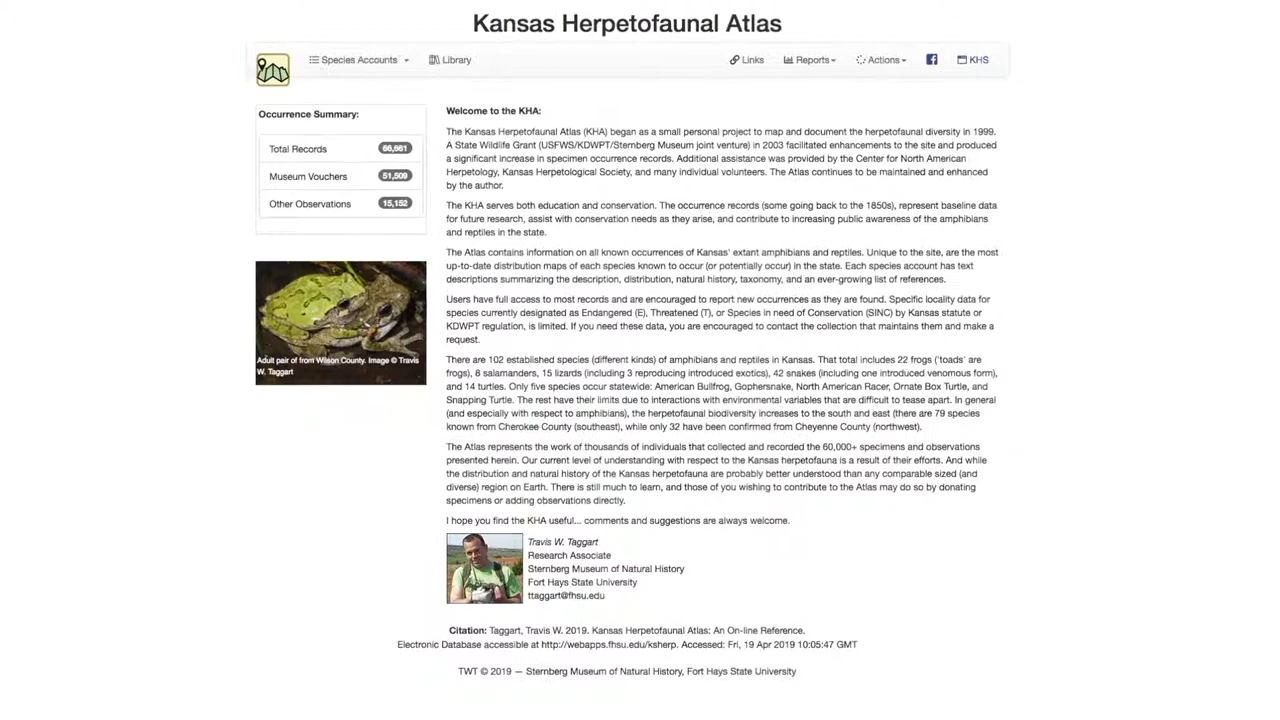 Kansas Herpetofaunal Atlas
Species Accounts
Library
Links
Reports
Actions
KHS
Occurrence Summary:
Total Records 66,661
Museum Vouchers 51,509
Other Observations 15,152
Adult pair of from Wilson County. Image © Travis
W. Taggart
Welcome to the KHA:
The Kansas Herpetofaunal Atlas (KHA) began as a small personal project to map and document the herpetofaunal diversity in 1999.
A State Wildlife Grant (USFWS/KDWPT/Sternberg Museum joint venture) in 2003 facilitated enhancements to the site and produced
a significant increase in specimen occurrence records. Additional assistance was provided by the Center for North American
Herpetology, Kansas Herpetological Society, and many individual volunteers. The Atlas continues to be maintained and enhanced
by the author.
The KHA serves both education and conservation. The occurrence records (some going back to the 1850s), represent baseline data
for future research, assist with conservation needs as they arise, and contribute to increasing public awareness of the amphibians
and reptiles in the state.
The Atlas contains information on all known occurrences of Kansas' extant amphibians and reptiles. Unique to the site, are the most
up-to-date distribution maps of each species known to occur (or potentially occur) in the state. Each species account has text
descriptions summarizing the description, distribution, natural history, taxonomy, and an ever-growing list of references.
Users have full access to most records and are encouraged to report new occurrences as they are found. Specific locality data for
species currently designated as Endangered (E), Threatened (T), or Species in need of Conservation (SINC) by Kansas statute or
KDWPT regulation, is limited. If you need these data, you are encouraged to contact the collection that maintains them and make a
request.
There are 102 established species (different kinds) of amphibians and reptiles in Kansas. That total includes 22 frogs ('toads' are
frogs), 8 salamanders, 15 lizards (including 3 reproducing introduced exotics), 42 snakes (including one introduced venomous form),
and 14 turtles. Only five species occur statewide: American Bullfrog, Gophersnake, North American Racer, Ornate Box Turtle, and
Snapping Turtle. The rest have their limits due to interactions with environmental variables that are difficult to tease apart. In general
(and especially with respect to amphibians), the herpetofaunal biodiversity increases to the south and east (there are 79 species
known from Cherokee County (southeast), while only 32 have been confirmed from Cheyenne County (northwest).
The Atlas represents the work of thousands of individuals that collected and recorded the 60,000+ specimens and observations
presented herein. Our current level of understanding with respect to the Kansas herpetofauna is a result of their efforts. And while
the distribution and natural history of the Kansas herpetofauna are probably better understood than any comparable sized (and
diverse) region on Earth. There is still much to learn, and those of you wishing to contribute to the Atlas may do so by donating
specimens or adding observations directly.
I hope you find the KHA useful... comments and suggestions are always welcome.
Travis W. Taggart
Research Associate
Sternberg Museum of Natural History
Fort Hays State University
ttaggart@fhsu.edu
Citation: Taggart, Travis W. 2019. Kansas Herpetofaunal Atlas: An On-line Reference.
Electronic Database accessible at http://webapps.fhsu.edu/ksherp. Accessed: Fri, 19 Apr 2019 10:05:47 GMT
TWT © 2019 — Sternberg Museum of Natural History, Fort Hays State University